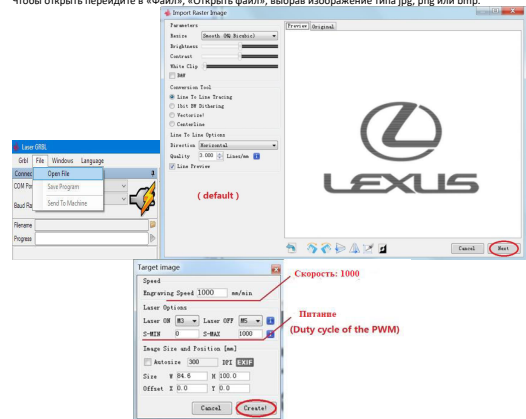 Чтобы открыть перейдите в «Файл», «Открыть файл», выбрав изображение типа jpg, png или bmp.
Import Raster Image
Parameters
Resize Smooth (HQ Bicubic)
Brightness
Contrast
White Clip
B&W
Conversion Tool
Line To Line Tracing
1bit BW Dithering
Vectorize!
Centerline
Line To Line Options
Direction Horizontal
Quality 3.000 Lines/mm
Line Preview
( default )
Preview Original
LEXUS
Cancel Next
Laser GRBL
Grbl File Windows Language
Connec
Open File
COM Po
Save Program
Baud Ra
Send To Machine
Filename
Progress
Target image
Speed
Engraving Speed 1000 mm/min
Laser Options
Laser ON M3 Laser OFF M5
S-MIN 0 S-MAX 1000
Image Size and Position [mm]
Autosize 300 DPI EXIF
Size W 84.6 H 100.0
Offset X 0.0 Y 0.0
Cancel Create!
Скорость: 1000
Питание
(Duty cycle of the PWM)